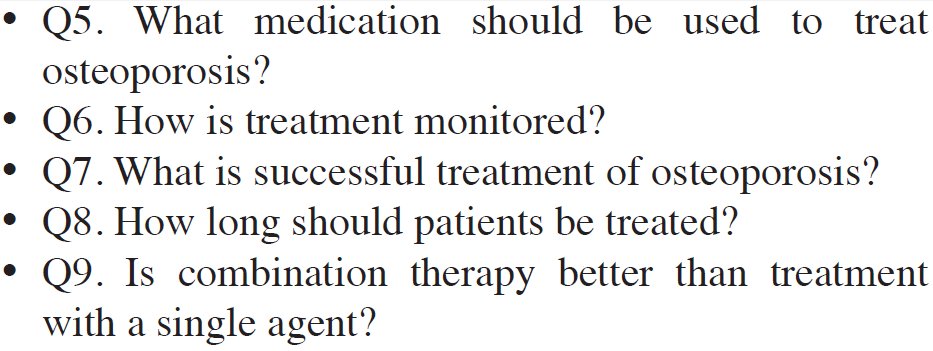 • Q5. What medication should be used to treat
osteoporosis?
• Q6. How is treatment monitored?
• Q7. What is successful treatment of osteoporosis?
• Q8. How long should patients be treated?
• Q9. Is combination therapy better than treatment
with a single agent?